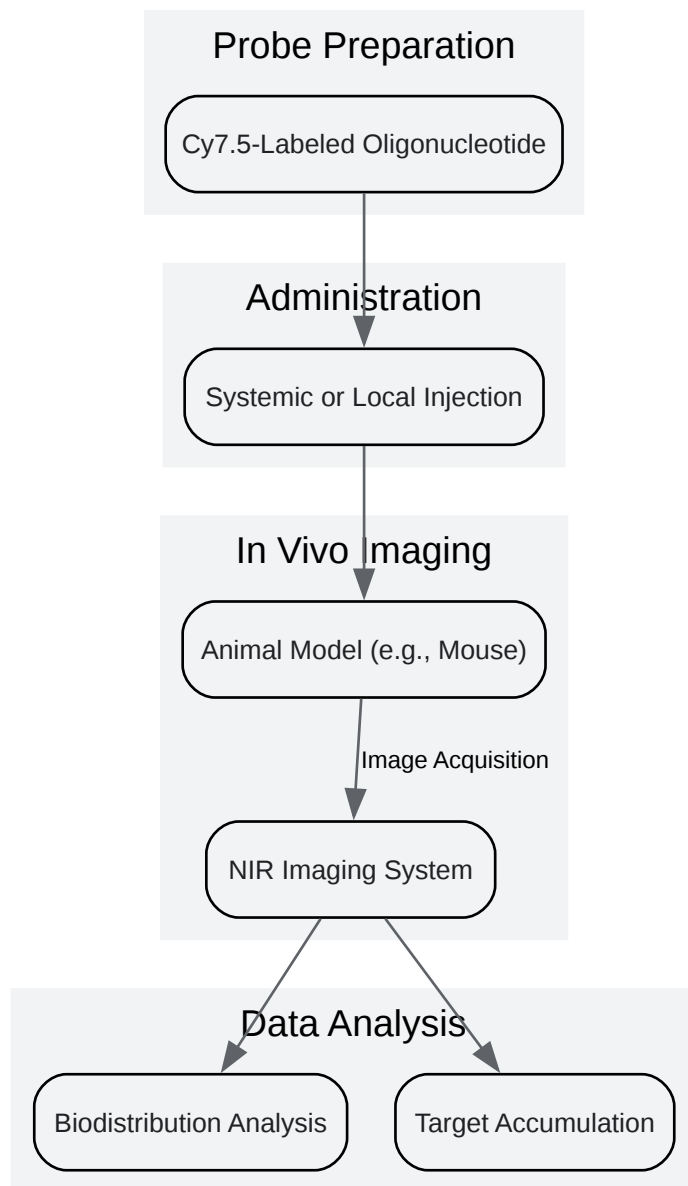 Probe Preparation
Cy7.5-Labeled Oligonucleotide
Administration
Systemic or Local Injection
In Vivo Imaging
Animal Model (e.g., Mouse)
Image Acquisition
NIR Imaging System
Data Analysis
Biodistribution Analysis
Target Accumulation